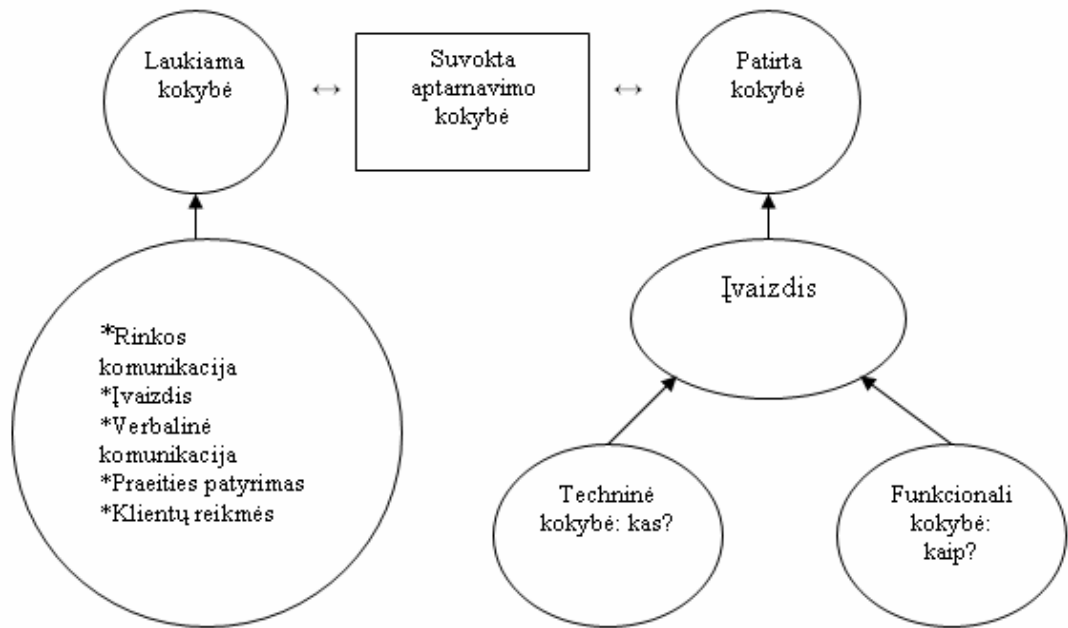 Laukiama
kokybė
↔
Suvokta
aptarnavimo
kokybė
↔
Patirta
kokybė
*Rinkos
komunikacija
*Įvaizdis
*Verbalinė
komunikacija
*Praeities patyrimas
*Klientų reikmės
Įvaizdis
Techninė
kokybė: kas?
Funkcionali
kokybė:
kaip?